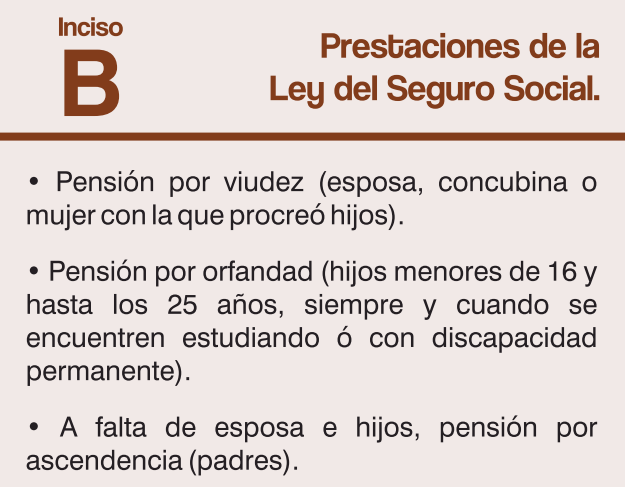 Inciso
B
Prestaciones de la
Ley del Seguro Social.
• Pensión por viudez (esposa, concubina o
mujer con la que procreó hijos).
• Pensión por orfandad (hijos menores de 16 y
hasta los 25 años, siempre y cuando se
encuentren estudiando ó con discapacidad
permanente).
• A falta de esposa e hijos, pensión por
ascendencia (padres).